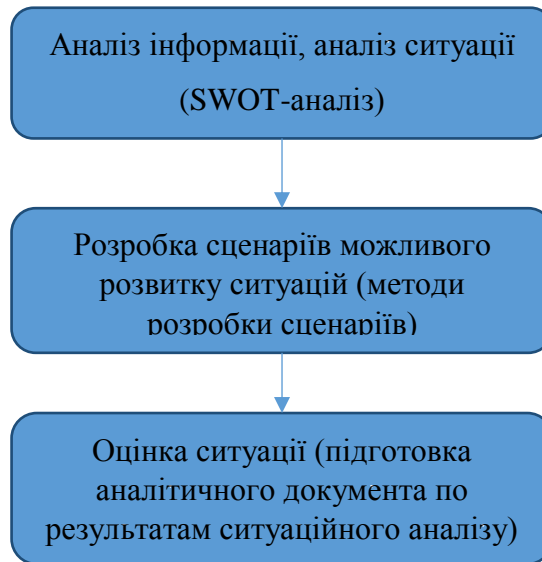 Аналіз інформації, аналіз ситуації
(SWOT-аналіз)
Розробка сценаріїв можливого
розвитку ситуацій (методи
розробки сценаріїв)
Оцінка ситуації (підготовка
аналітичного документа по
результатам ситуаційного аналізу)